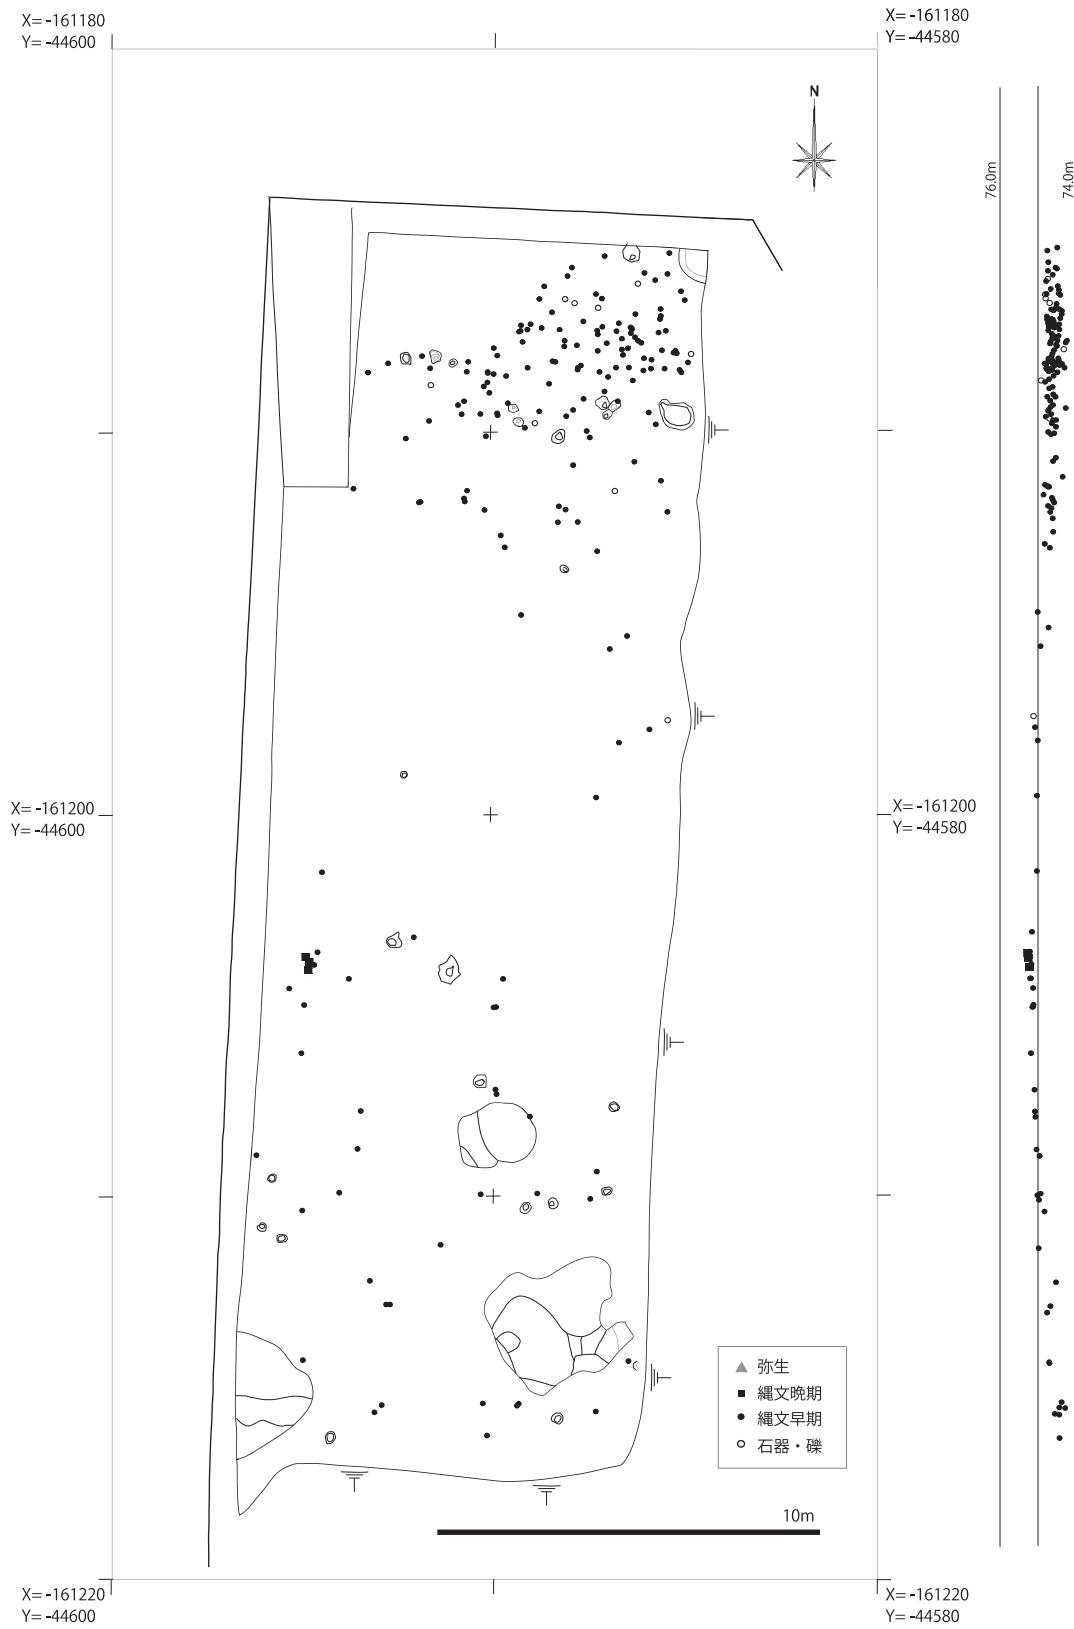 X= -161180
Y= -44600
X= -161180
Y= -44580
N
76.0m
74.0m
X= -161200
Y= -44600
X= -161200
Y= -44580
弥生
縄文晩期
縄文早期
石器・礫
10m
X= -161220
Y= -44600
X= -161220
Y= -44580